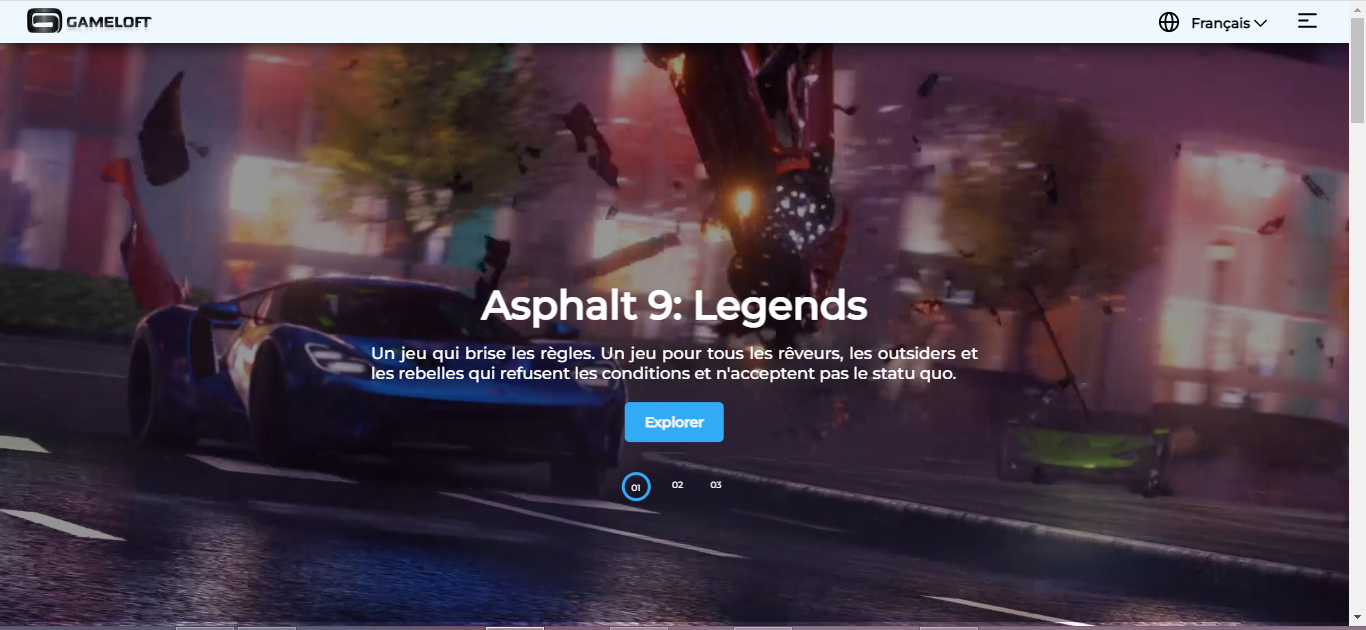 GAMELOFT
Français
Asphalt 9: Legends
Un jeu qui brise les règles. Un jeu pour tous les rêveurs, les outsiders et
les rebelles qui refusent les conditions et n'acceptent pas le statu quo.
Explorer
01 02 03